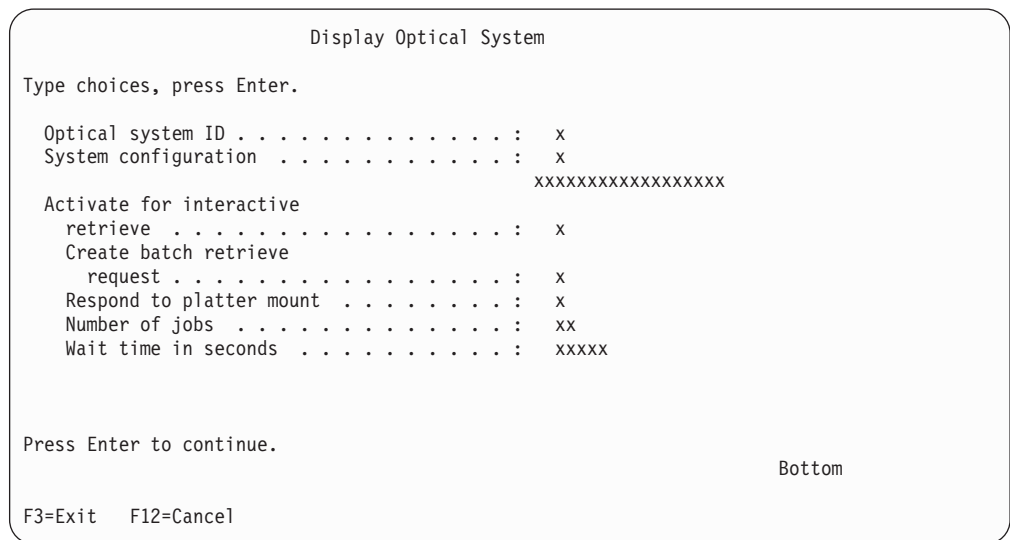 Display Optical System
Type choices, press Enter.
Optical system ID . . . . . . . . . . . . . : x
System configuration . . . . . . . . . . . : x
xxxxxxxxxxxxxxxxxx
Activate for interactive
retrieve . . . . . . . . . . . . . . . . : x
Create batch retrieve
request . . . . . . . . . . . . . . . : x
Respond to platter mount . . . . . . . . : x
Number of jobs . . . . . . . . . . . . . : xx
Wait time in seconds . . . . . . . . . . : xxxxx
Press Enter to continue.
Bottom
F3=Exit F12=Cancel